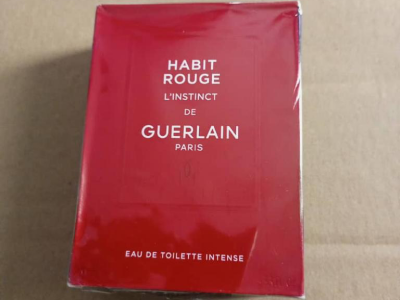 HABIT
ROUGE
L'INSTINCT
DE
GUERLAIN
PARIS
EAU DE TOILETTE INTENSE